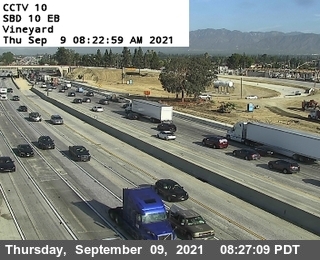 CCTV 10
SBD 10 EB
Vineyard
Thu Sep 9 08:22:59 AM 2021
Thursday, September 09, 2021 08:27:09 PDT